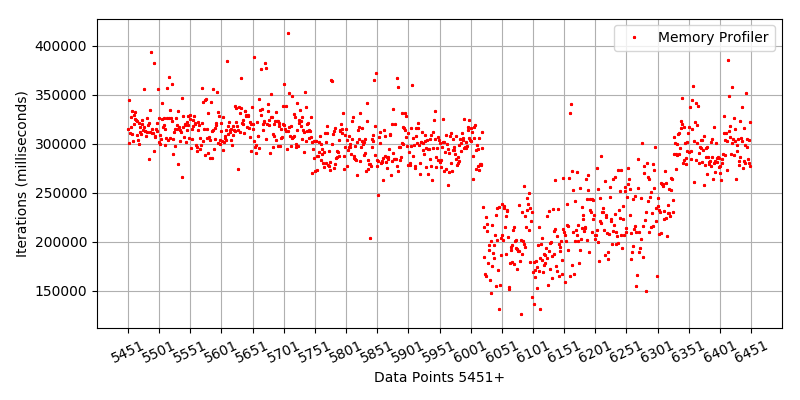 Memory Profiler
400000
350000
300000
250000
200000
150000
Iterations (milliseconds)
5451 5501 5551 5601 5651 5701 5751 5801 5851 5901 5951 6001 6051 6101 6151 6201 6251 6301 6351 6401 6451
Data Points 5451+